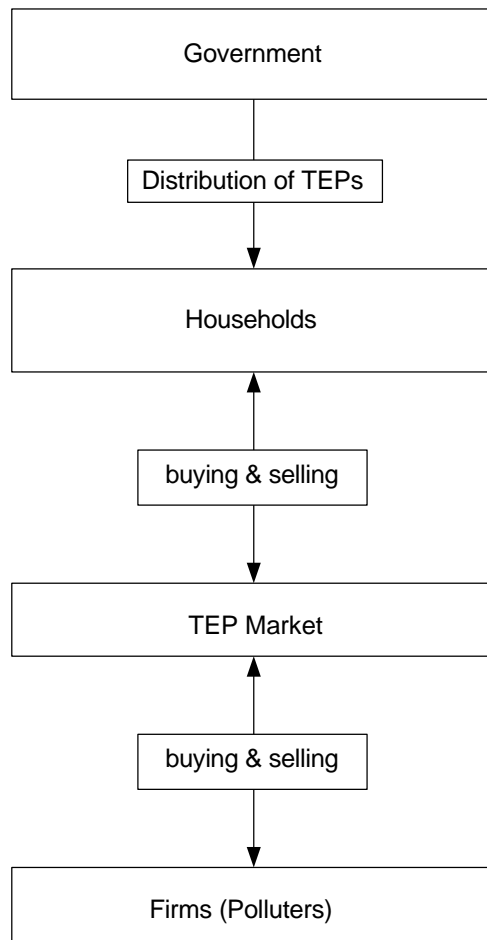 Government
Distribution of TEPs
Households
buying & selling
TEP Market
buying & selling
Firms (Polluters)